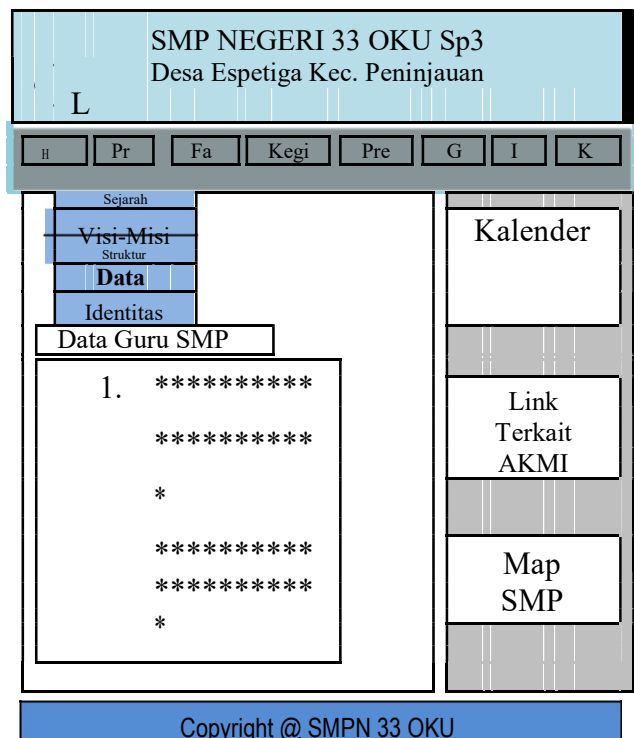 SMP NEGERI 33 OKU Sp3
Desa Espetiga Kec. Peninjauan
L
H Pr Fa Kegi Pre G I K
Sejarah
Visi-Misi
Struktur
Data
Identitas
Data Guru SMP
1. **********
**********
*
**********
**********
*
Kalender
Link
Terkait
AKMI
Map
SMP
Copyright @ SMPN 33 OKU